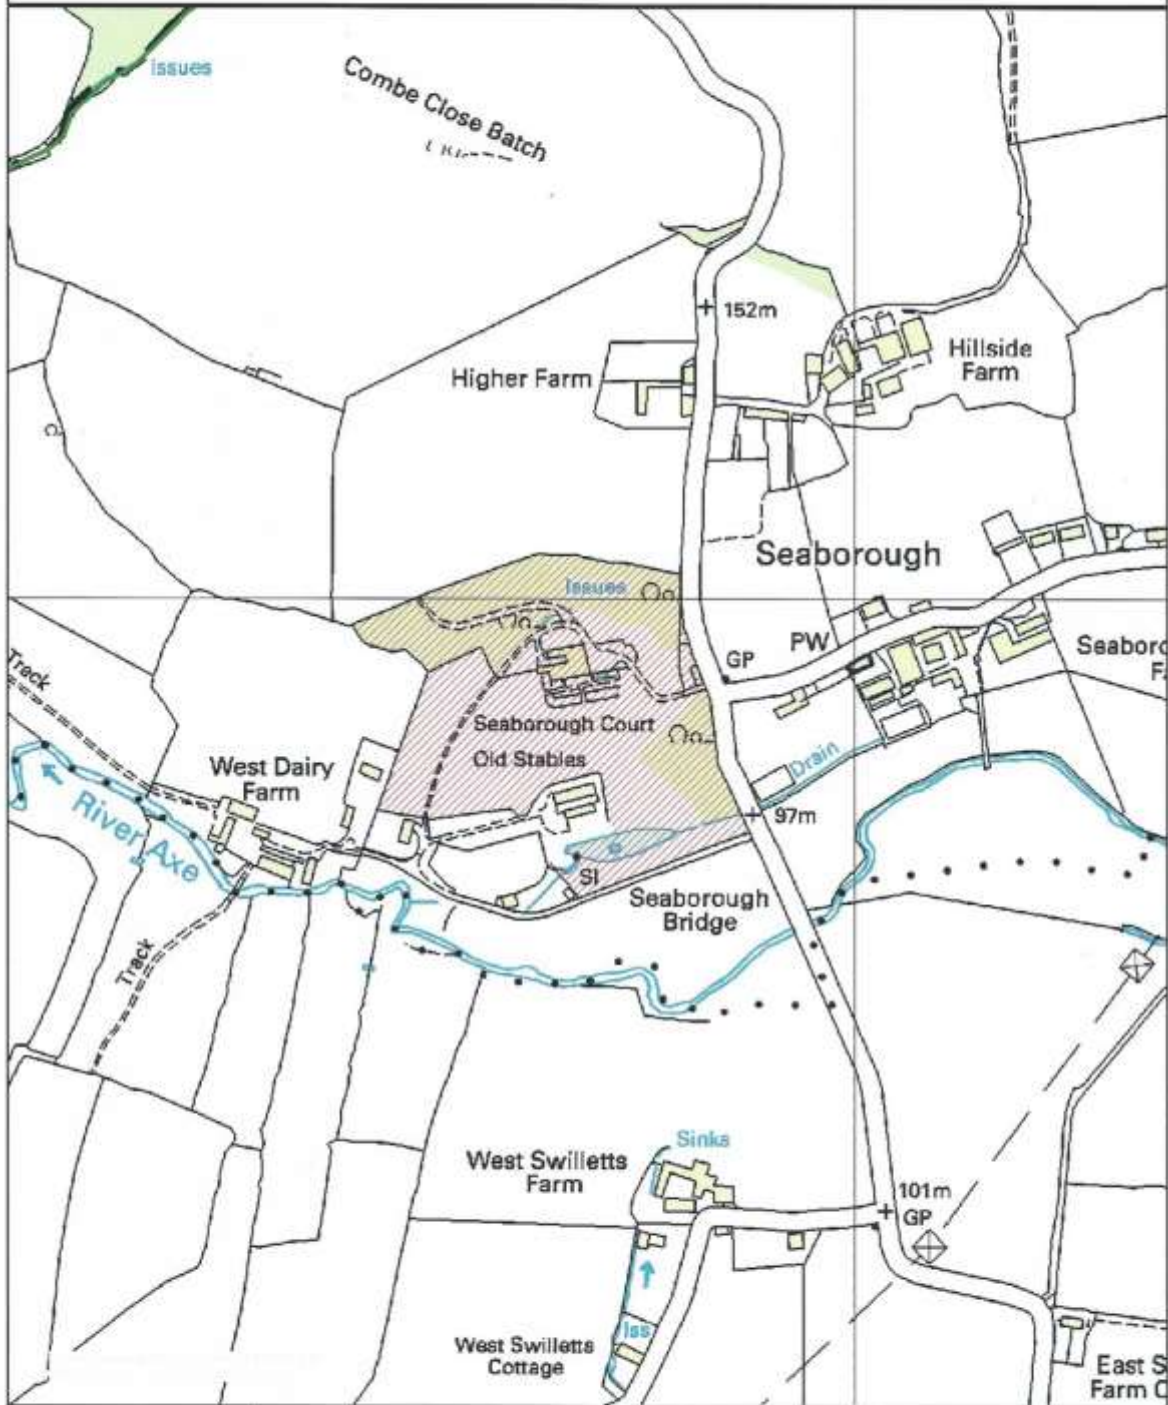 Issues
Combe Close Batch
152m
Hillside
Farm
Higher Farm
Seaborough
Issues
PW
GP
Track
Seaborough Court
Old Stables
Drain
West Dairy
Farm
97m
River Axe
SI
Seaborough
Bridge
Track
Sinks
West Swilletts
Farm
101m
GP
Iss
West Swilletts
Cottage
East S
Farm C